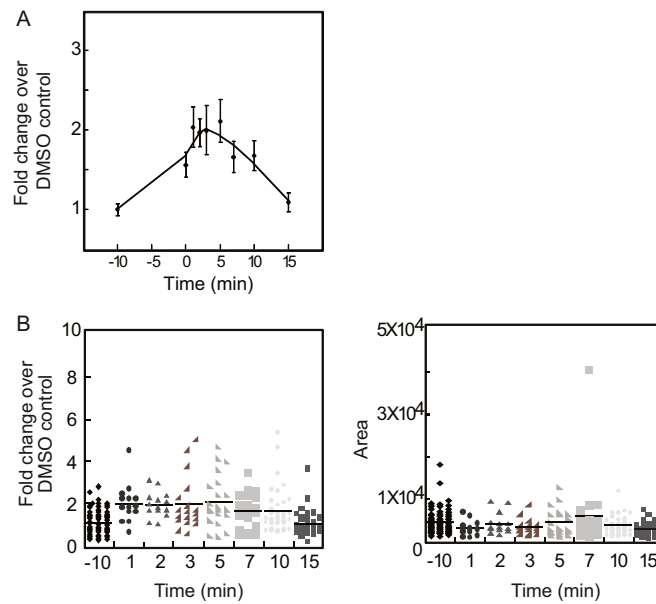 A
Fold change over
DMSO control
3
2
1
-10 -5 0 5 10 15
Time (min)
B
Fold change over
DMSO control
10
8
6
4
2
0
-10 1 2 3 5 7 10 15
Time (min)
Area
5X10⁴
3X10⁴
1X10⁴
0
-10 1 2 3 5 7 10 15
Time (min)